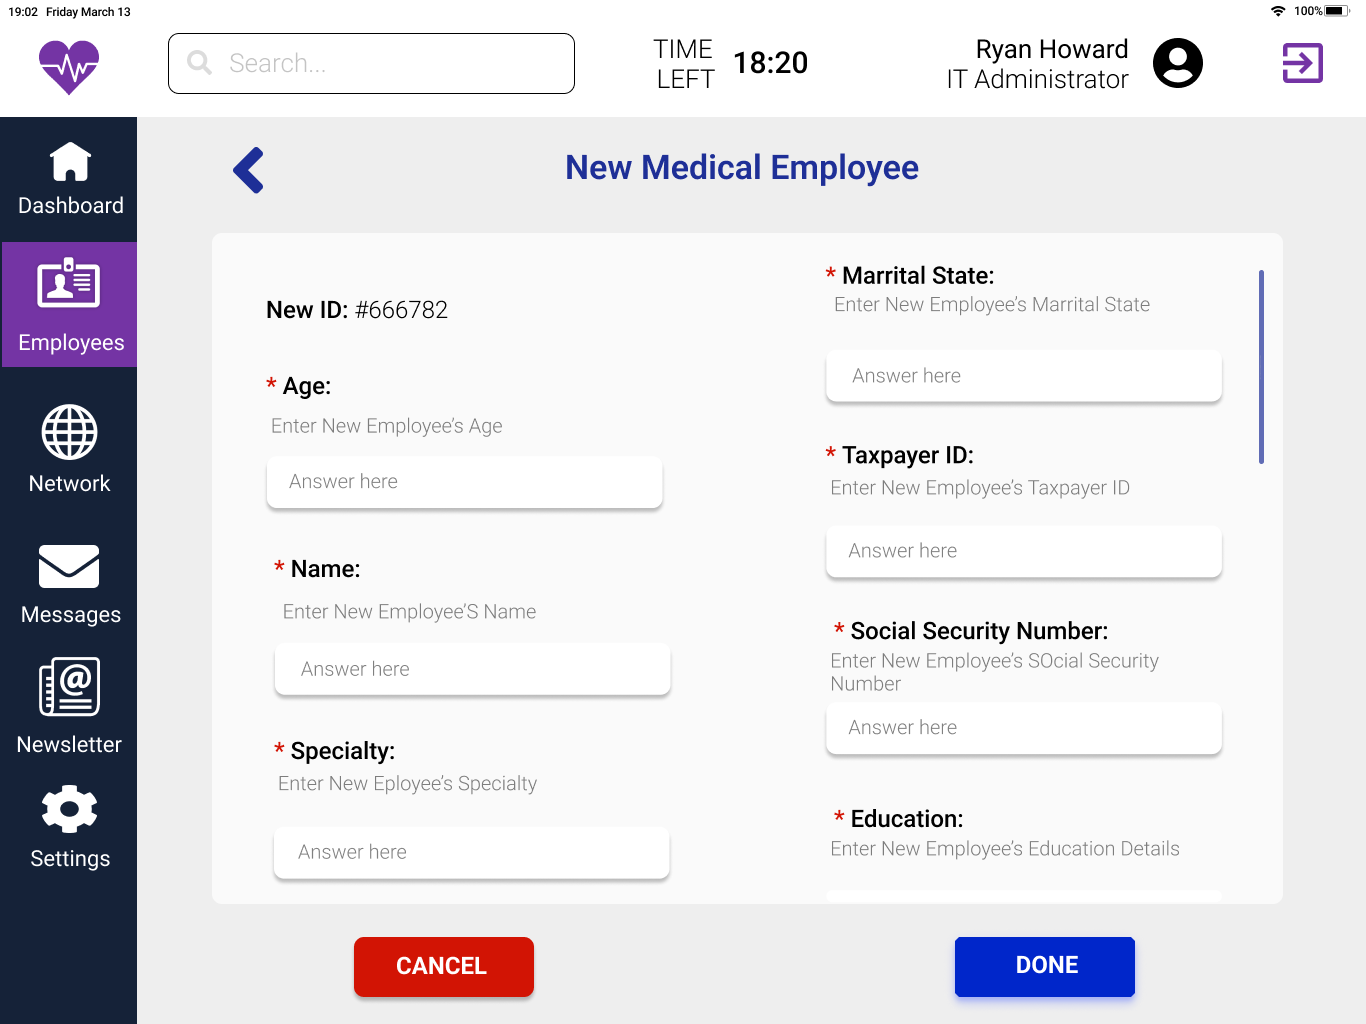 19:02 Friday March 13
100%
Search...
TIME
LEFT
18:20
Ryan Howard
IT Administrator
Dashboard
Employees
Network
Messages
Newsletter
Settings
New Medical Employee
New ID: #666782
* Age:
Enter New Employee’s Age
Answer here
* Name:
Enter New Employee’S Name
Answer here
* Specialty:
Enter New Eployee’s Specialty
Answer here
* Marrital State:
Enter New Employee’s Marrital State
Answer here
* Taxpayer ID:
Enter New Employee’s Taxpayer ID
Answer here
* Social Security Number:
Enter New Employee’s SOcial Security
Number
Answer here
* Education:
Enter New Employee’s Education Details
CANCEL
DONE